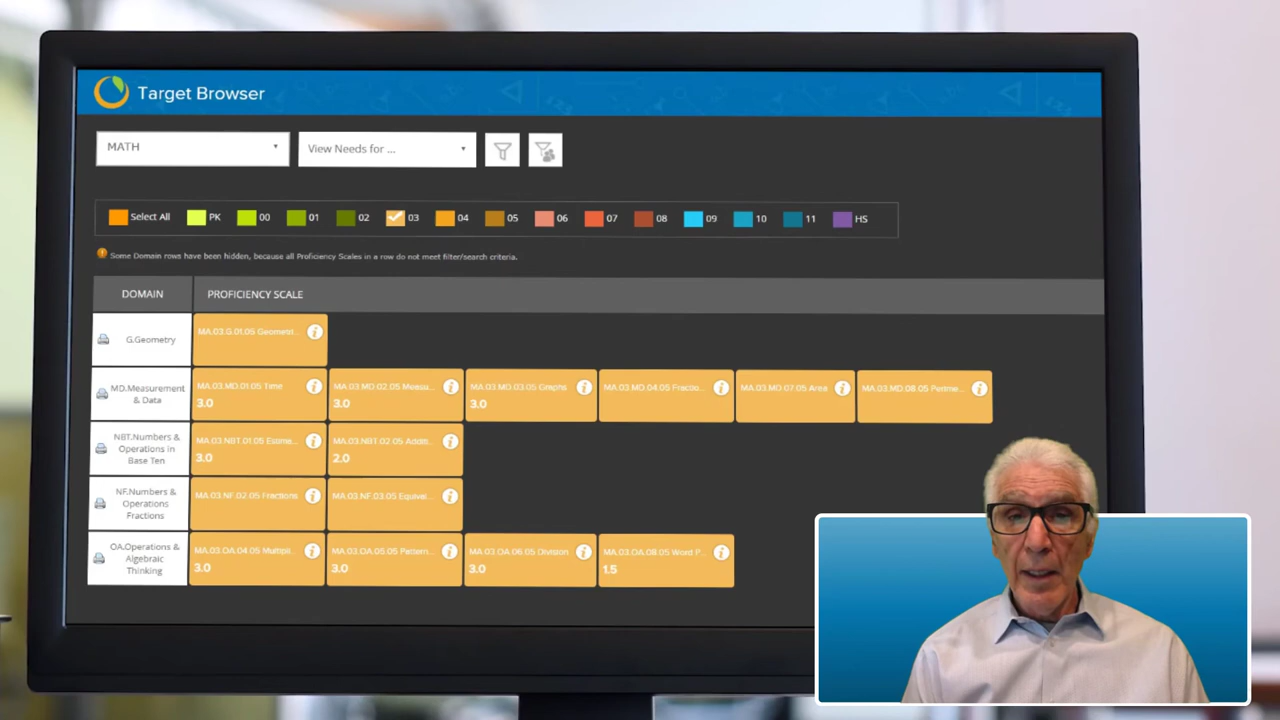 Target Browser
MATH
View Needs for ...
Select All PK 00 01 02 03 04 05 06 07 08 09 10 11 HS
Some Domain rows have been hidden, because all Proficiency Scales in a row do not meet filter/search criteria.
DOMAIN PROFICIENCY SCALE
G.Geometry
MA.03.G.01.05 Geometri...
MD.Measurement
& Data
MA.03.MD.01.05 Time
3.0
MA.03.MD.02.05 Measu...
3.0
MA.03.MD.03.05 Graphs
3.0
MA.03.MD.04.05 Fractio...
MA.03.MD.07.05 Area
MA.03.MD.08.05 Perime...
NBT.Numbers &
Operations in
Base Ten
MA.03.NBT.01.05 Estima...
3.0
MA.03.NBT.02.05 Additi...
2.0
NF.Numbers &
Operations
Fractions
MA.03.NF.02.05 Fractions
MA.03.NF.03.05 Equival...
OA.Operations &
Algebraic
Thinking
MA.03.OA.04.05 Multipli...
3.0
MA.03.OA.05.05 Pattern...
3.0
MA.03.OA.06.05 Division
3.0
MA.03.OA.08.05 Word P...
1.5